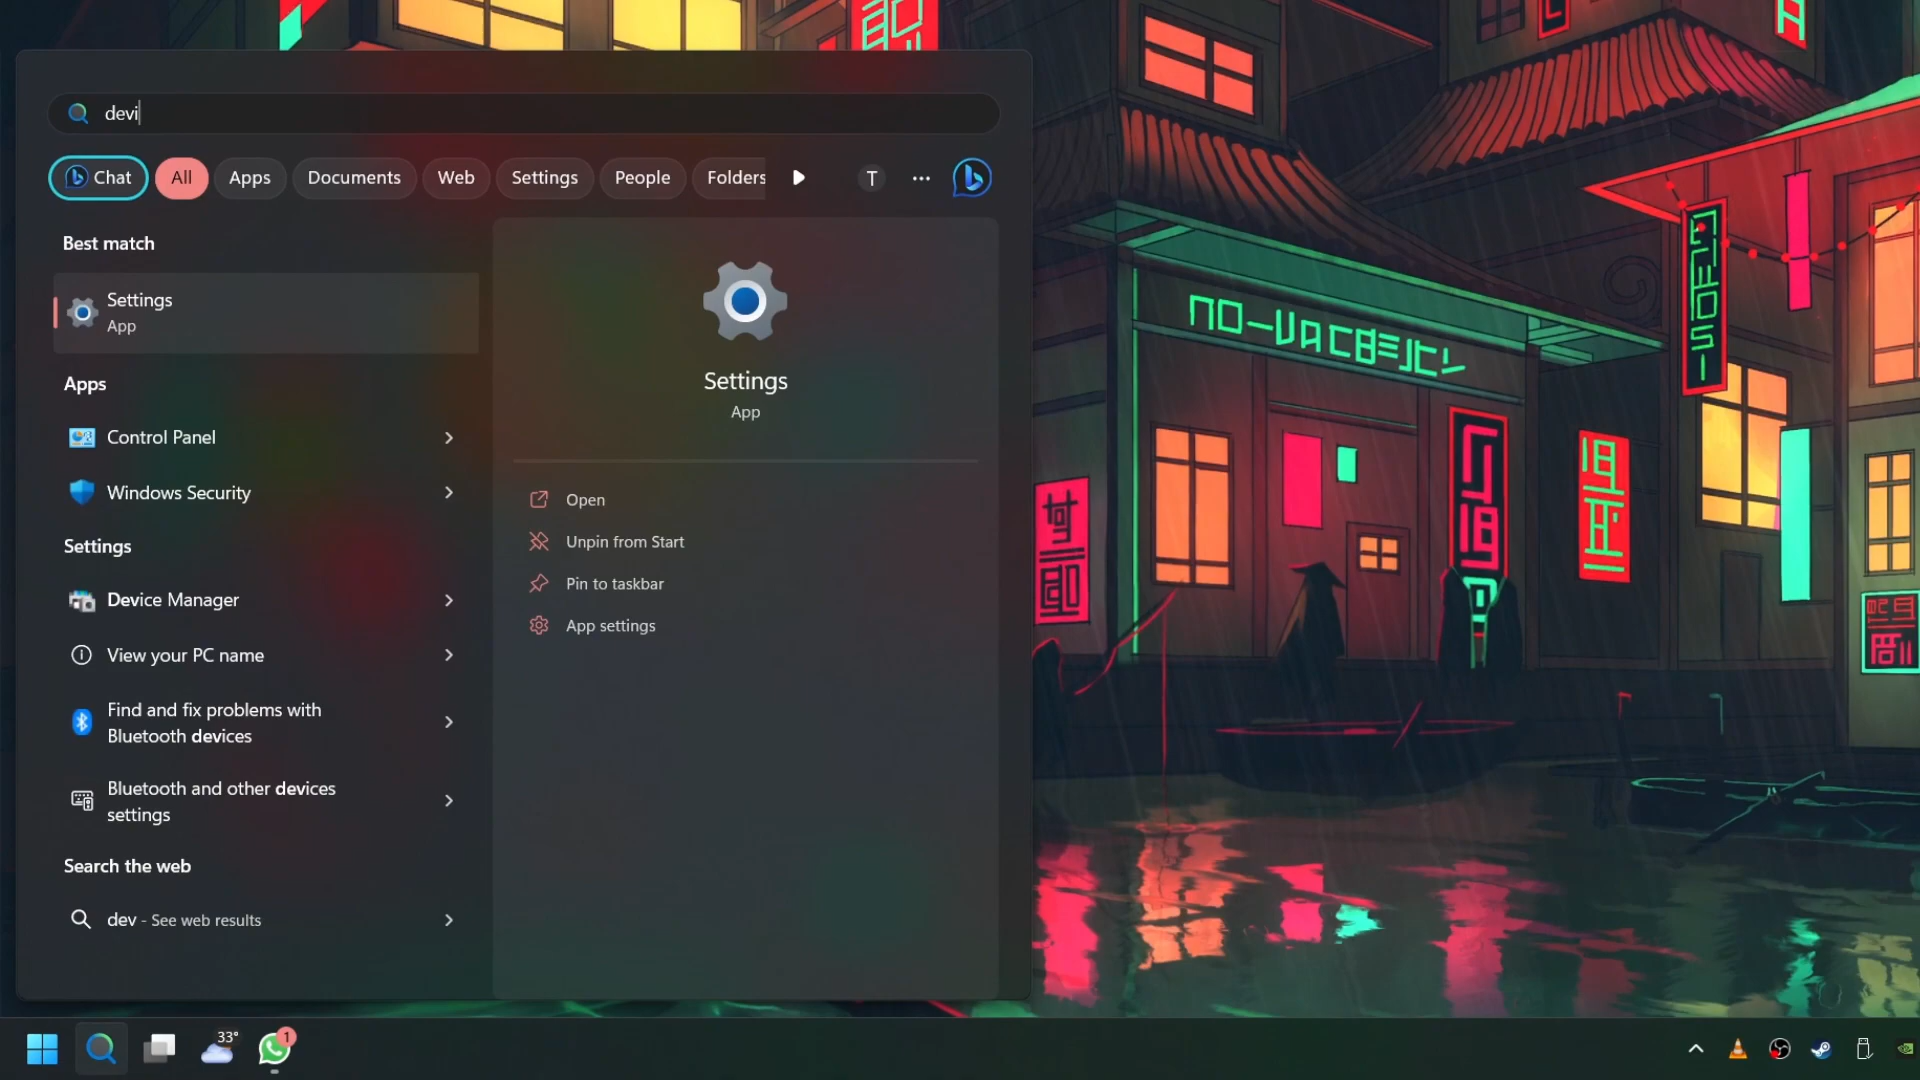 devi
Chat
All
Apps
Documents
Web
Settings
People
Folders
T
Best match
Settings
App
Apps
Control Panel
Windows Security
Settings
Device Manager
View your PC name
Find and fix problems with
Bluetooth devices
Bluetooth and other devices
settings
Search the web
dev - See web results
Settings
App
Open
Unpin from Start
Pin to taskbar
App settings
33°
1